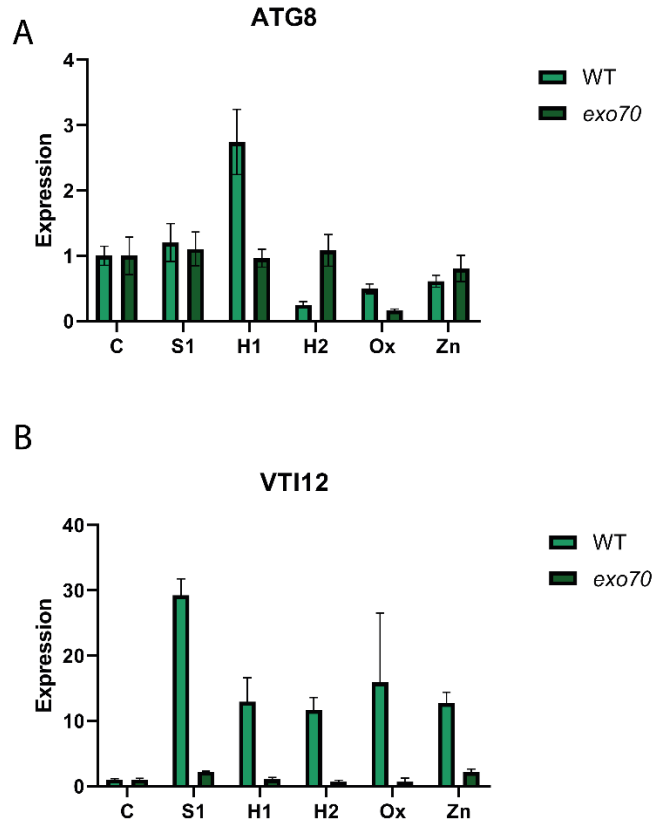 A
ATG8
WT
exo70
Expression
4
3
2
1
0
C S1 H1 H2 Ox Zn
B
VTI12
WT
exo70
Expression
40
30
20
10
0
C S1 H1 H2 Ox Zn